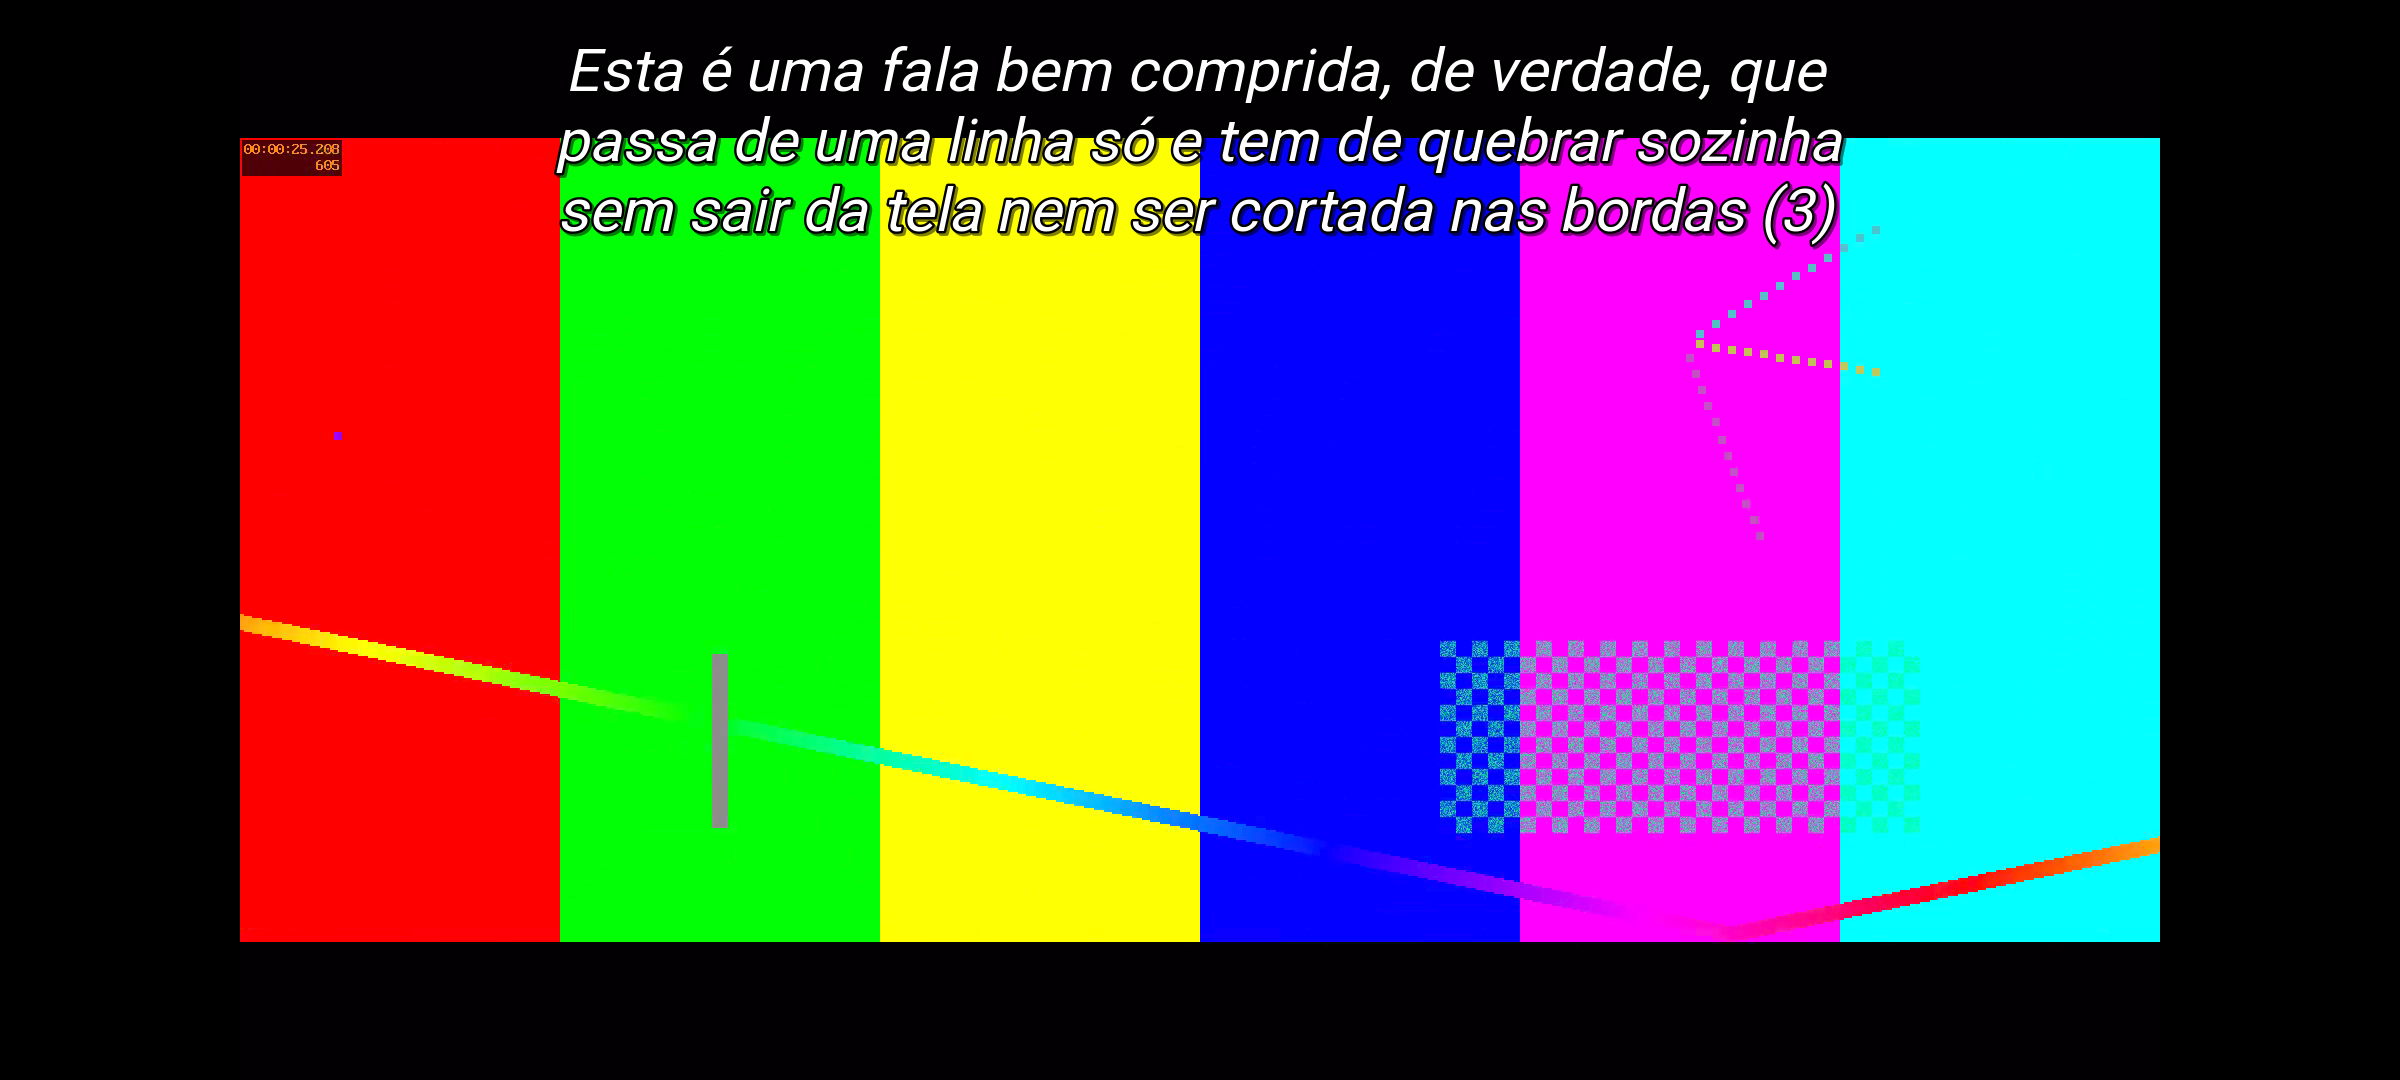 Esta é uma fala bem comprida, de verdade, que
passa de uma linha só e tem de quebrar sozinha
sem sair da tela nem ser cortada nas bordas (3)
00:00:25.208
605